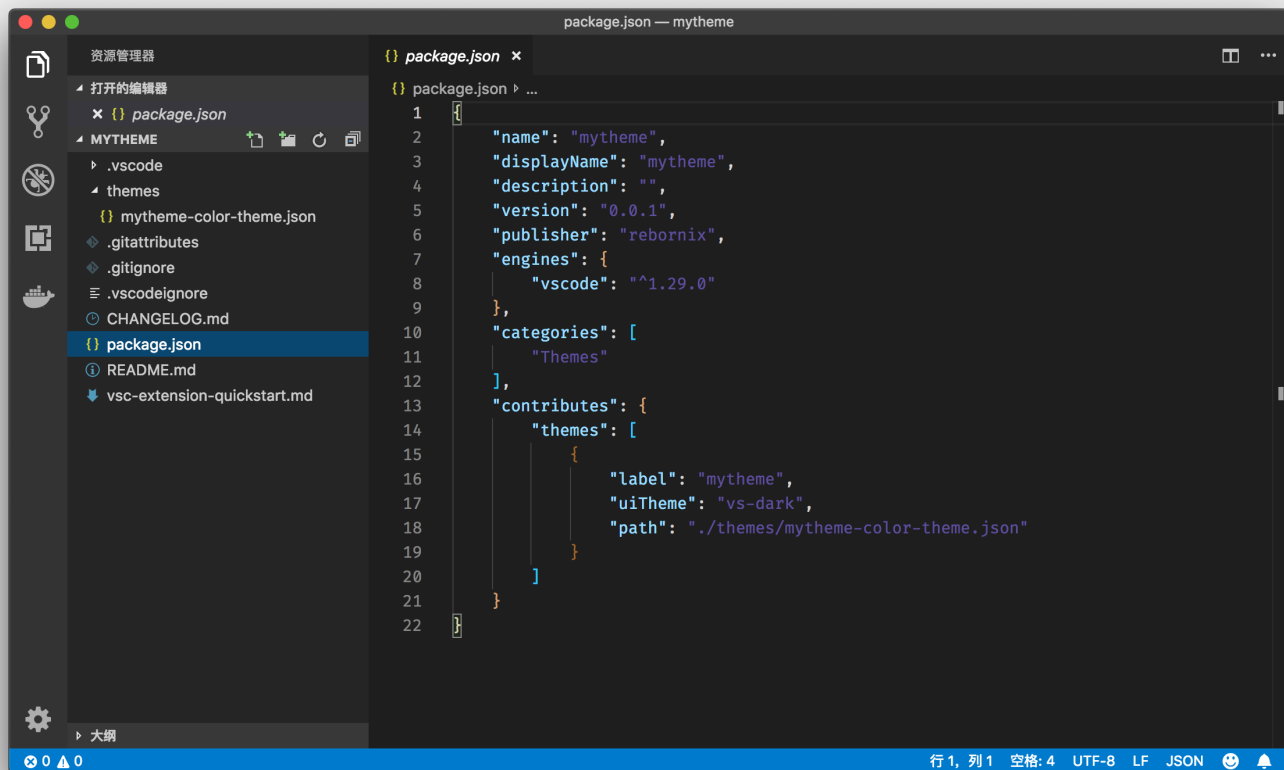 package.json — mytheme
资源管理器
打开的编辑器
package.json
MYTHEME
.vscode
themes
{} mytheme-color-theme.json
.gitattributes
.gitignore
.vscodeignore
CHANGELOG.md
{} package.json
README.md
vsc-extension-quickstart.md
大纲
{} package.json
{} package.json ...
1 {
2     "name": "mytheme",
3     "displayName": "mytheme",
4     "description": "",
5     "version": "0.0.1",
6     "publisher": "rebornix",
7     "engines": {
8         "vscode": "^1.29.0"
9     },
10     "categories": [
11         "Themes"
12     ],
13     "contributes": {
14         "themes": [
15             {
16                 "label": "mytheme",
17                 "uiTheme": "vs-dark",
18                 "path": "./themes/mytheme-color-theme.json"
19             }
20         ]
21     }
22 }
0 0 行 1，列 1 空格: 4 UTF-8 LF JSON